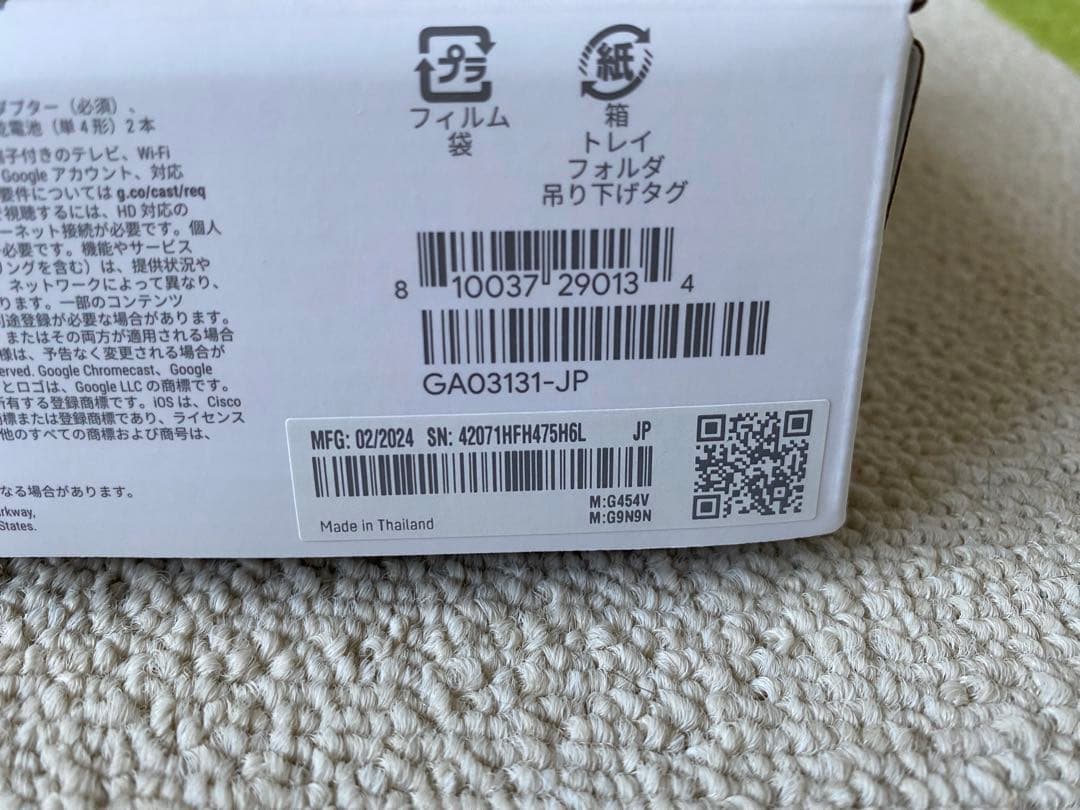 ダプター（必須）、
乾電池（単4形）2本
端子付きのテレビ、Wi-Fi
Google アカウント、対応
要件については g.co/cast/req
視聴するには、HD 対応の
ーネット接続が必要です。個人
必要です。機能やサービス
リングを含む）は、提供状況や
ネットワークによって異なり、
ります。一部のコンテンツ
別途登録が必要な場合があります。
またはその両方が適用される場合
様は、予告なく変更される場合が
erved. Google Chromecast、Google
とロゴは、Google LLC の商標です。
所有する登録商標です。iOS は、Cisco
商標または登録商標であり、ライセンス
他のすべての商標および商号は、
なる場合があります。
rkway,
States.
プラ
フィルム
袋
紙
箱
トレイ
フォルダ
吊り下げタグ
8 10037 29013 4
GA03131-JP
MFG: 02/2024 SN: 42071HFH475H6L JP
M:G454V
M:G9N9N
Made in Thailand